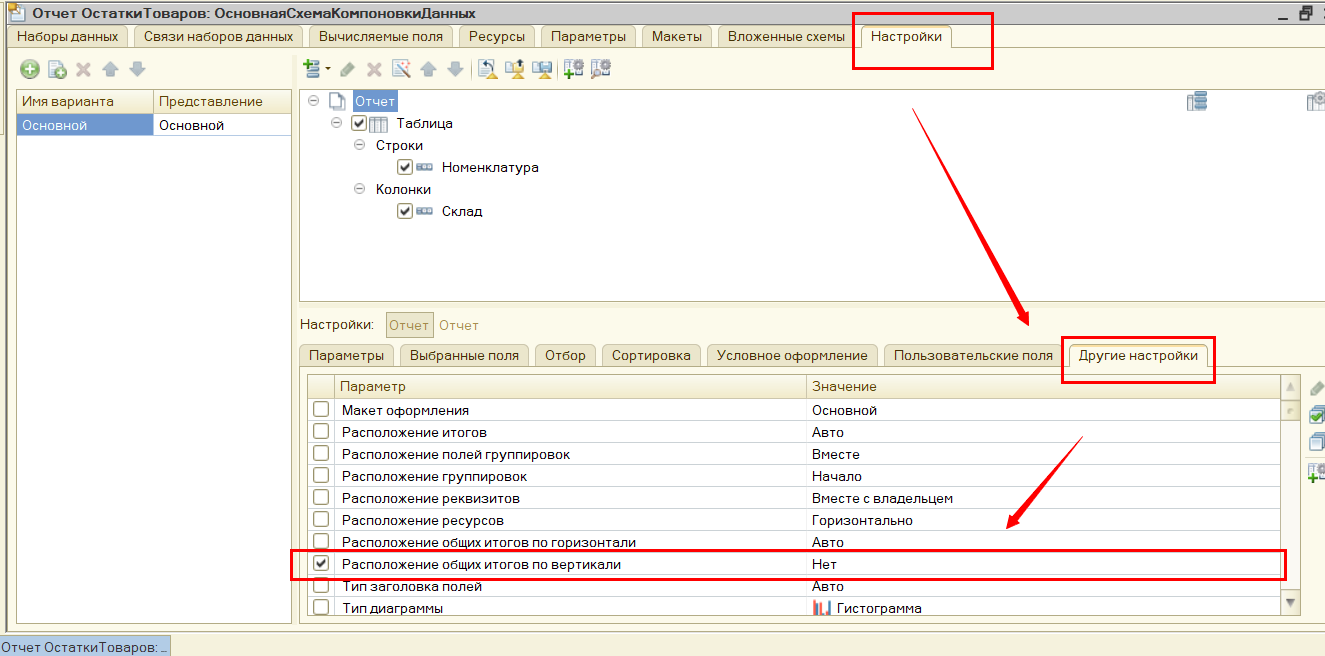 Отчет ОстаткиТоваров: ОсновнаяСхемаКомпоновкиДанных
Наборы данных Связи наборов данных Вычисляемые поля Ресурсы Параметры Макеты Вложенные схемы Настройки
Имя варианта Представление
Основной Основной
Отчет
Таблица
Строки
Номенклатура
Колонки
Склад
Настройки: Отчет Отчет
Параметры Выбранные поля Отбор Сортировка Условное оформление Пользовательские поля Другие настройки
Параметр Значение
Макет оформления Основной
Расположение итогов Авто
Расположение полей группировок Вместе
Расположение группировок Начало
Расположение реквизитов Вместе с владельцем
Расположение ресурсов Горизонтально
Расположение общих итогов по горизонтали Авто
Расположение общих итогов по вертикали Нет
Тип заголовка полей Авто
Тип диаграммы Гистограмма
Отчет ОстаткиТоваров: ...